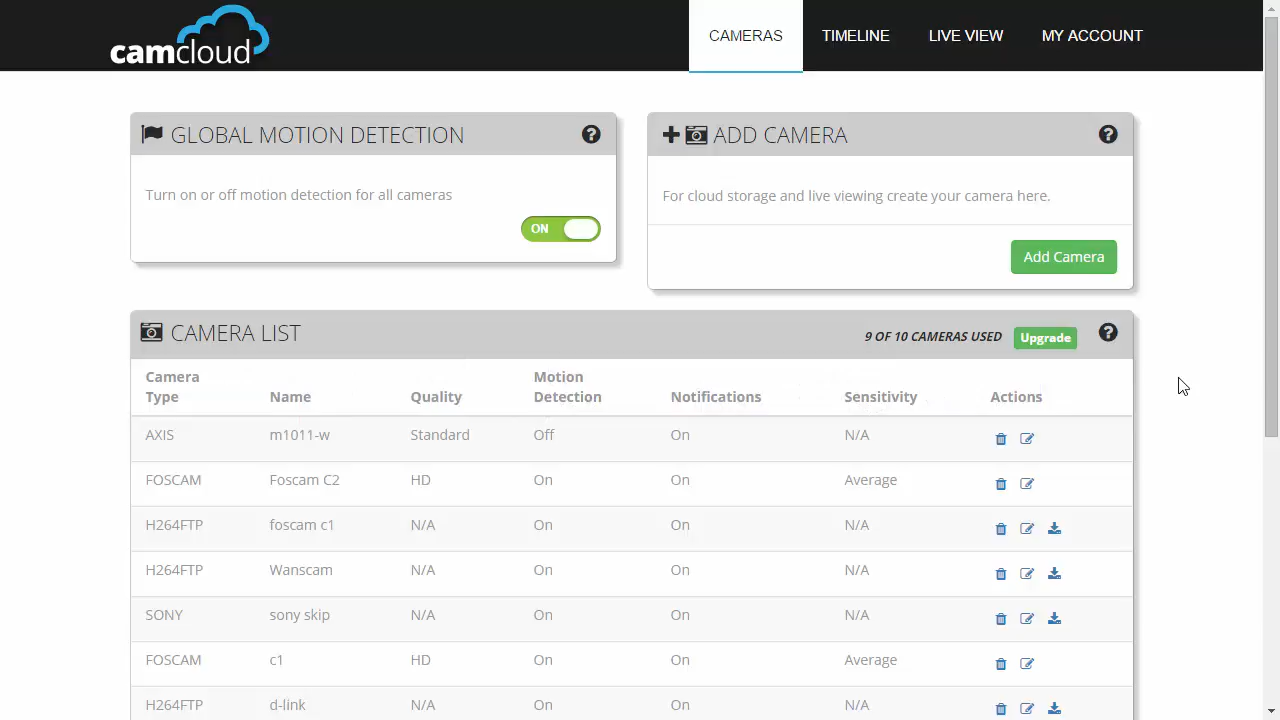 camcloud
CAMERAS TIMELINE LIVE VIEW MY ACCOUNT
GLOBAL MOTION DETECTION
Turn on or off motion detection for all cameras
ON
ADD CAMERA
For cloud storage and live viewing create your camera here.
Add Camera
CAMERA LIST 9 OF 10 CAMERAS USED Upgrade
Camera Type Name Quality Motion Detection Notifications Sensitivity Actions
AXIS m1011-w Standard Off On N/A
FOSCAM Foscam C2 HD On On Average
H264FTP foscam c1 N/A On On N/A
H264FTP Wanscam N/A On On N/A
SONY sony skip N/A On On N/A
FOSCAM c1 HD On On Average
H264FTP d-link N/A On On N/A